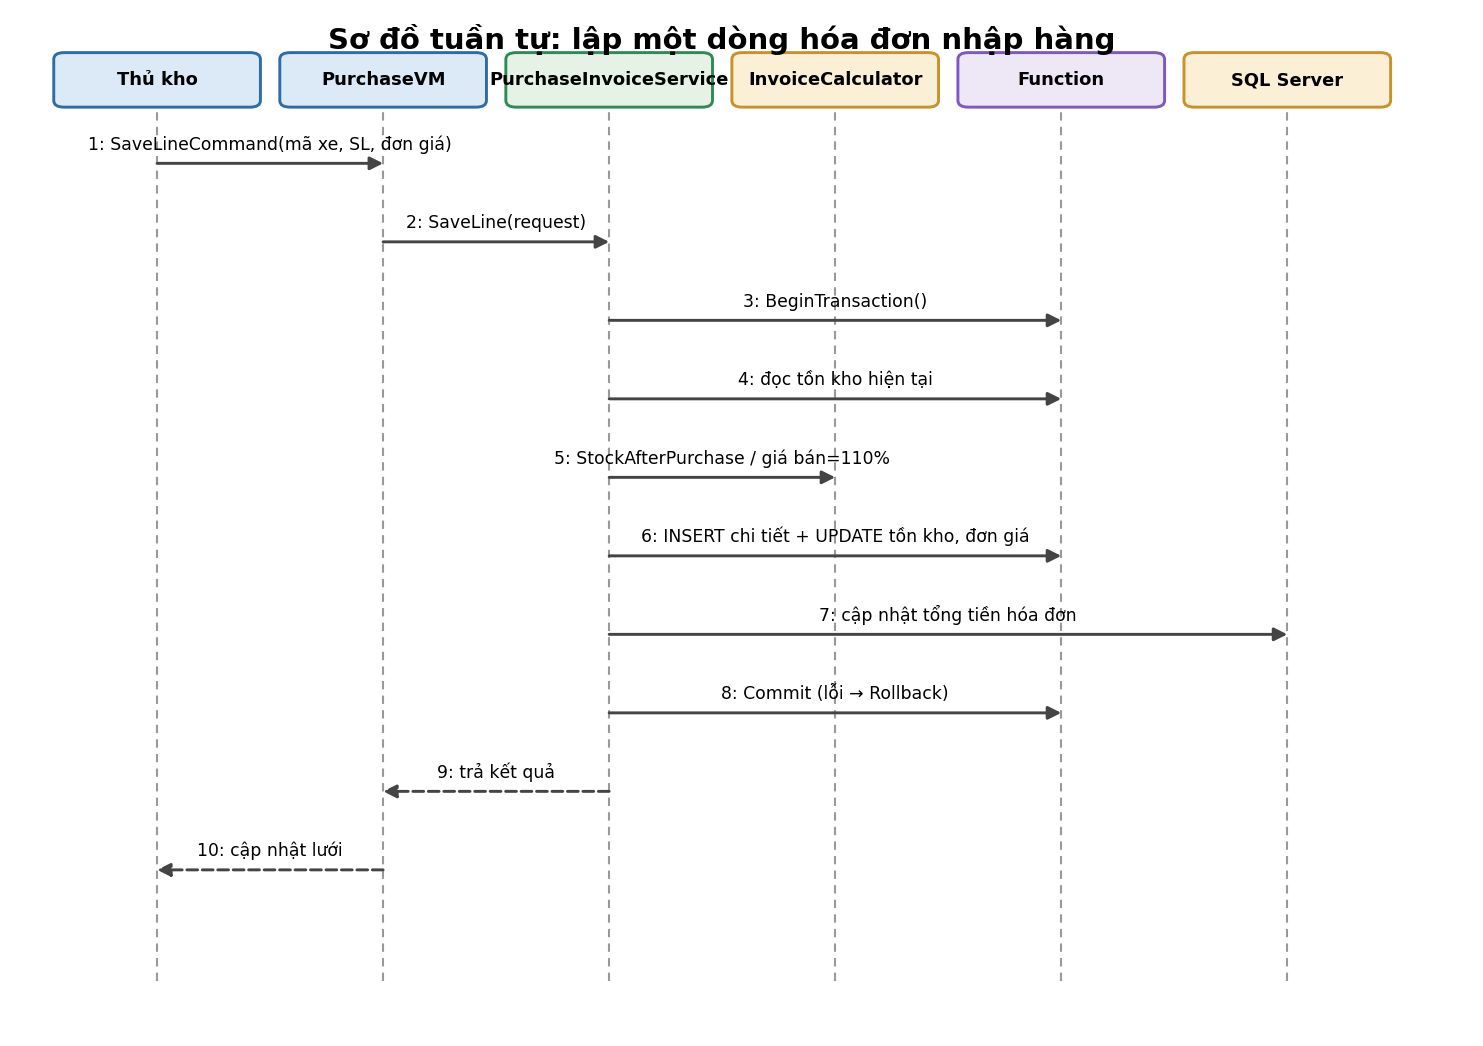 Sơ đồ tuần tự: lập một dòng hóa đơn nhập hàng
Thủ kho
PurchaseVM
PurchaseInvoiceService
InvoiceCalculator
Function
SQL Server
1: SaveLineCommand(mã xe, SL, đơn giá)
2: SaveLine(request)
3: BeginTransaction()
4: đọc tồn kho hiện tại
5: StockAfterPurchase / giá bán=110%
6: INSERT chi tiết + UPDATE tồn kho, đơn giá
7: cập nhật tổng tiền hóa đơn
8: Commit (lỗi → Rollback)
9: trả kết quả
10: cập nhật lưới